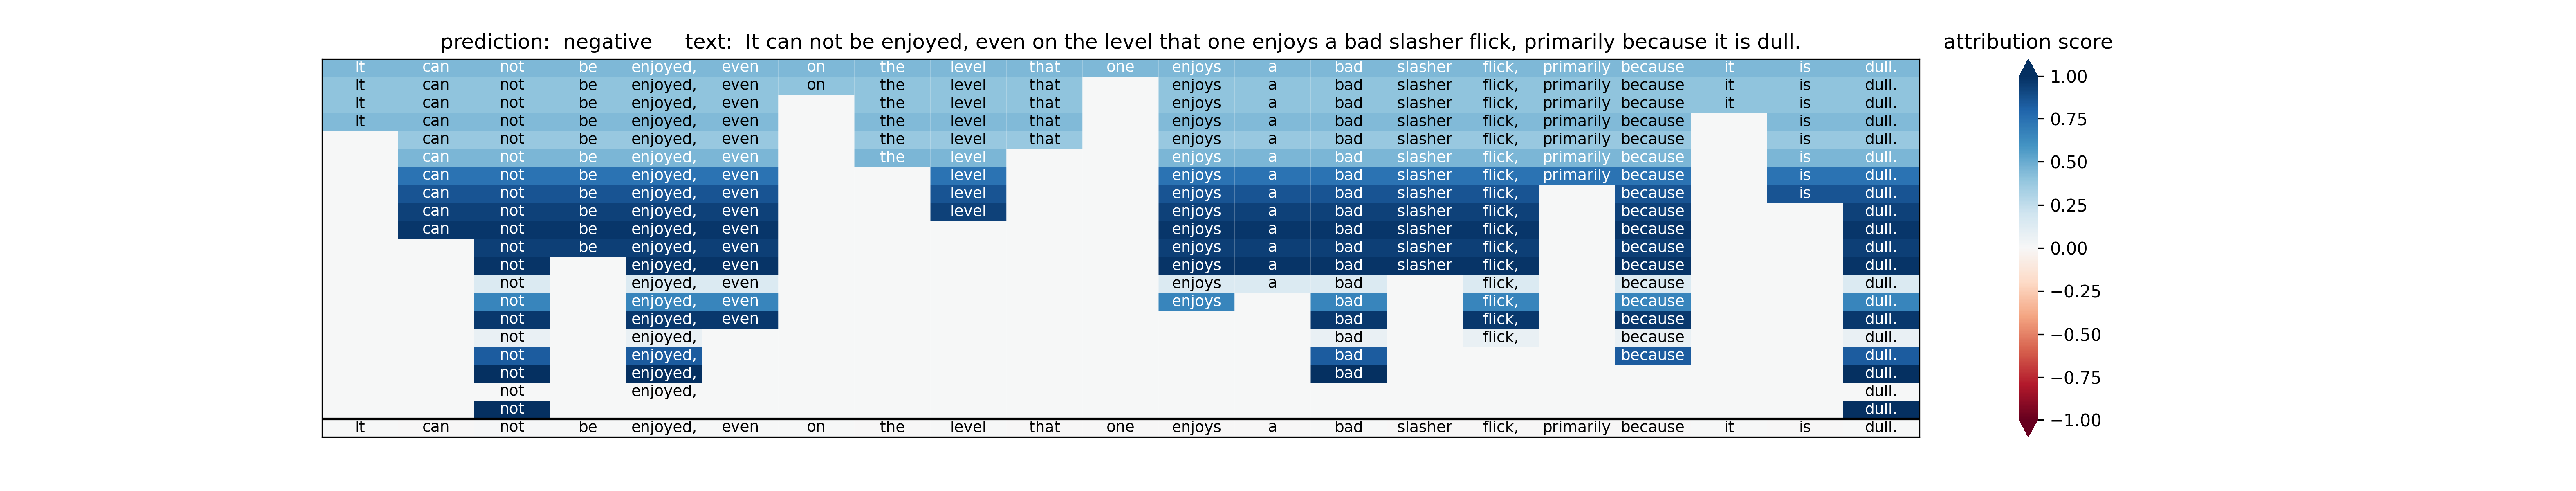 prediction: negative text: It can not be enjoyed, even on the level that one enjoys a bad slasher flick, primarily because it is dull.
attribution score
It can not be enjoyed, even on the level that one enjoys a bad slasher flick, primarily because it is dull.
It can not be enjoyed, even on the level that enjoys a bad slasher flick, primarily because it is dull.
It can not be enjoyed, even the level that enjoys a bad slasher flick, primarily because it is dull.
It can not be enjoyed, even the level that enjoys a bad slasher flick, primarily because is dull.
can not be enjoyed, even the level that enjoys a bad slasher flick, primarily because is dull.
can not be enjoyed, even the level enjoys a bad slasher flick, primarily because is dull.
can not be enjoyed, even level enjoys a bad slasher flick, primarily because is dull.
can not be enjoyed, even level enjoys a bad slasher flick, because is dull.
can not be enjoyed, even level enjoys a bad slasher flick, because dull.
can not be enjoyed, even enjoys a bad slasher flick, because dull.
not be enjoyed, even enjoys a bad slasher flick, because dull.
not enjoyed, even enjoys a bad slasher flick, because dull.
not enjoyed, even enjoys a bad flick, because dull.
not enjoyed, even enjoys bad flick, because dull.
not enjoyed, even bad flick, because dull.
not enjoyed, bad flick, because dull.
not enjoyed, bad because dull.
not enjoyed, bad dull.
not enjoyed, dull.
not dull.
It can not be enjoyed, even on the level that one enjoys a bad slasher flick, primarily because it is dull.
1.00
0.75
0.50
0.25
0.00
−0.25
−0.50
−0.75
−1.00